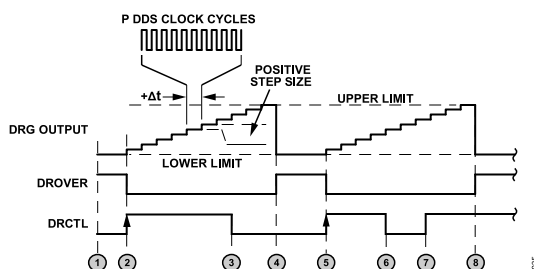 P DDS CLOCK CYCLES
POSITIVE
STEP SIZE
+Δt
UPPER LIMIT
DRG OUTPUT
LOWER LIMIT
DROVER
DRCTL
1 2 3 4 5 6 7 8